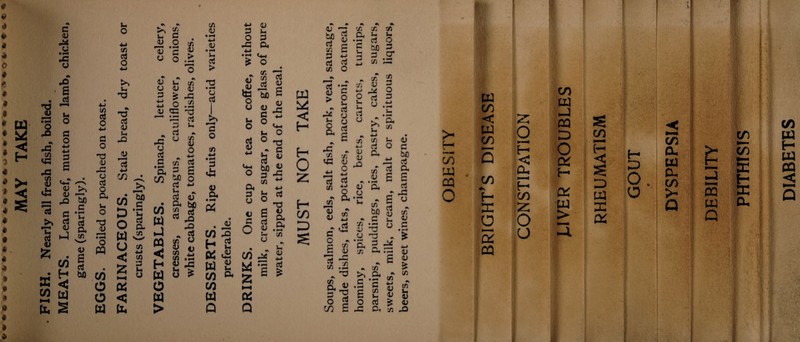 MAY TAKE
FISH. Nearly all fresh fish, boiled.
MEATS. Lean beef, mutton or lamb, chicken,
game (sparingly).
EGGS. Boiled or poached on toast.
FARINACEOUS. Stale bread, dry toast or
crusts (sparingly).
VEGETABLES. Spinach, lettuce, celery,
cresses, asparagus, cauliflower, onions,
white cabbage, tomatoes, radishes, olives.
DESSERTS. Ripe fruits only—acid varieties
preferable.
DRINKS. One cup of tea or coffee, without
milk, cream or sugar, or one glass of pure
water, sipped at the end of the meal.
MUST NOT TAKE
Soups, salmon, eels, salt fish, pork, veal, sausage,
made dishes, fats, potatoes, maccaroni, oatmeal,
hominy, spices, rice, beets, carrots, turnips,
parsnips, puddings, pies, pastry, cakes, sugars,
sweets, milk, cream, malt or spirituous liquors,
beers, sweet wines, champagne.
OBESITY
BRIGHT'S DISEASE
CONSTIPATION
LIVER TROUBLES
RHEUMATISM
GOUT
DYSPEPSIA
DEBILITY
PHTHISIS
DIABETES